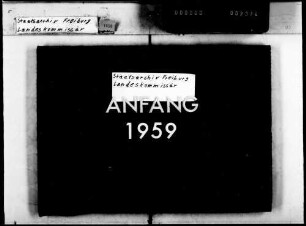 Staatsarchiv Freiburg
Landeskommissär
Staatsarchiv Freiburg
Landeskommissär
ANFANG
1959